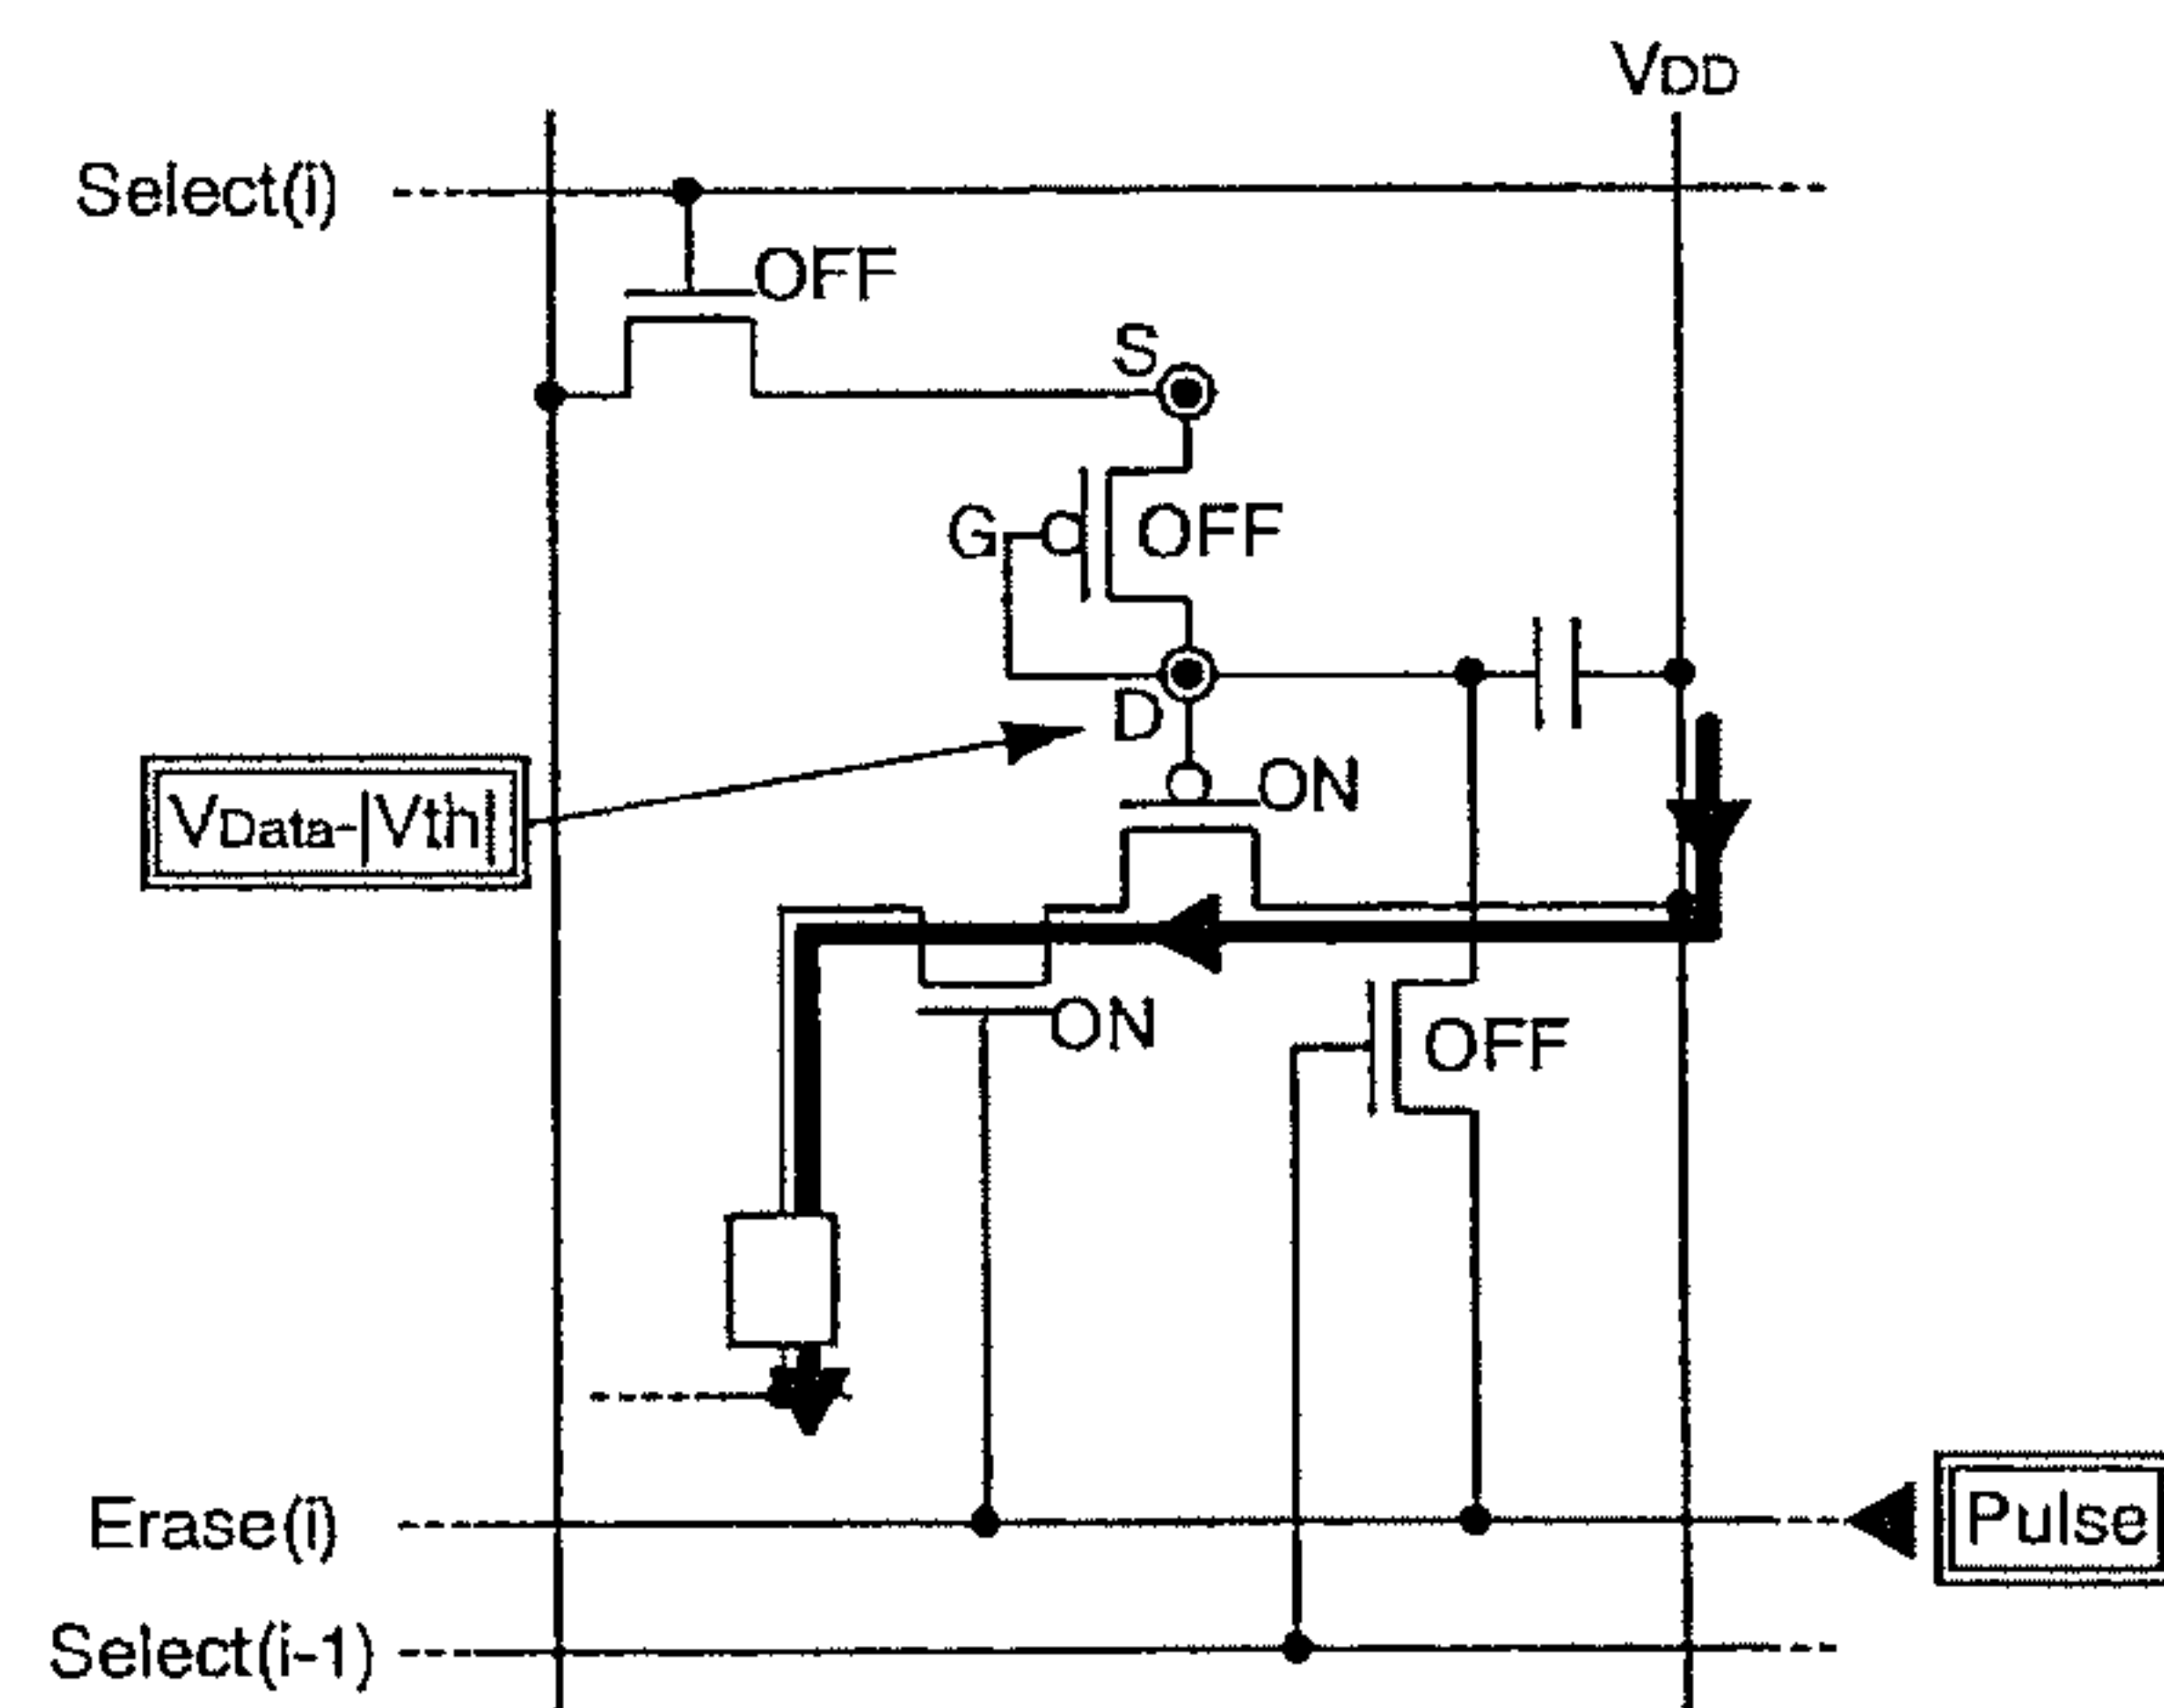 VDD
Select(i)
OFF
S
G
OFF
D
ON
VData-|Vth|
ON
OFF
Erase(i)
Pulse
Select(i-1)